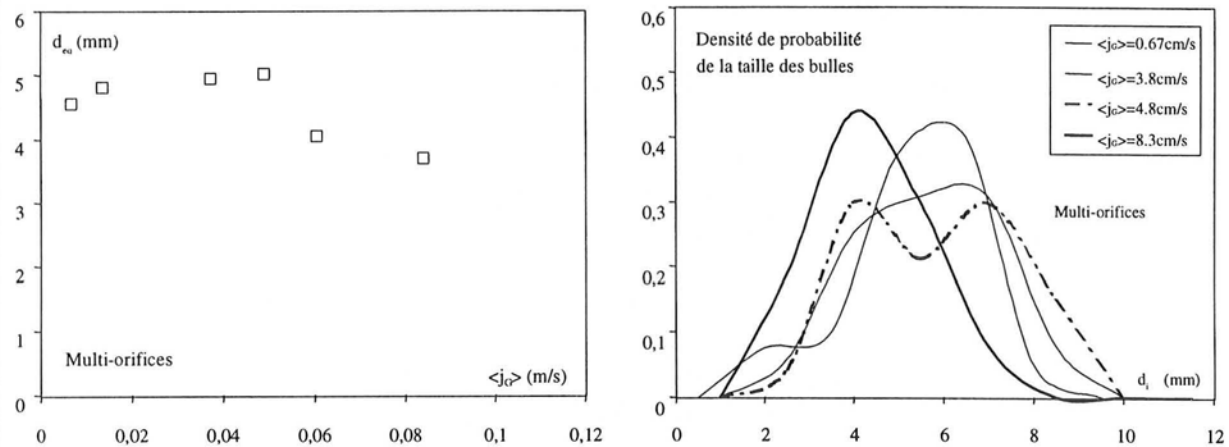 6
5
4
3
2
1
0
d_eq (mm)
Multi-orifices
<j_G> (m/s)
0 0,02 0,04 0,06 0,08 0,1 0,12
0,6
0,5
0,4
0,3
0,2
0,1
0
Densité de probabilité
de la taille des bulles
<j_G>=0.67cm/s
<j_G>=3.8cm/s
<j_G>=4.8cm/s
<j_G>=8.3cm/s
Multi-orifices
d_i (mm)
0 2 4 6 8 10 12